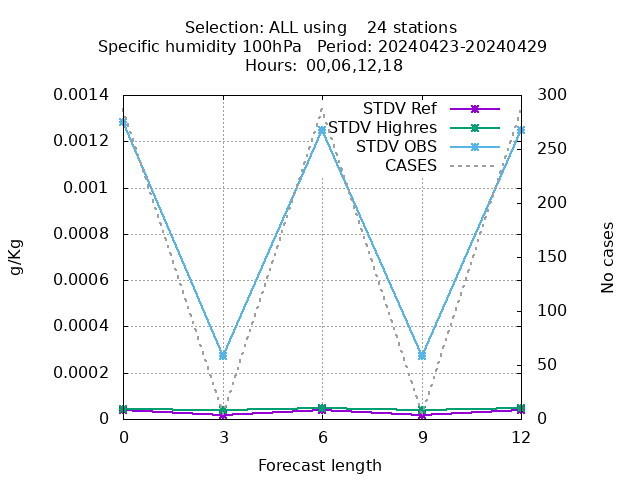 Selection: ALL using    24 stations
Specific humidity 100hPa   Period: 20240423-20240429
Hours:  00,06,12,18
0.0014
0.0012
0.001
0.0008
0.0006
0.0004
0.0002
0
g/Kg
STDV Ref
STDV Highres
STDV OBS
CASES
300
250
200
150
100
50
0
No cases
0
3
6
9
12
Forecast length